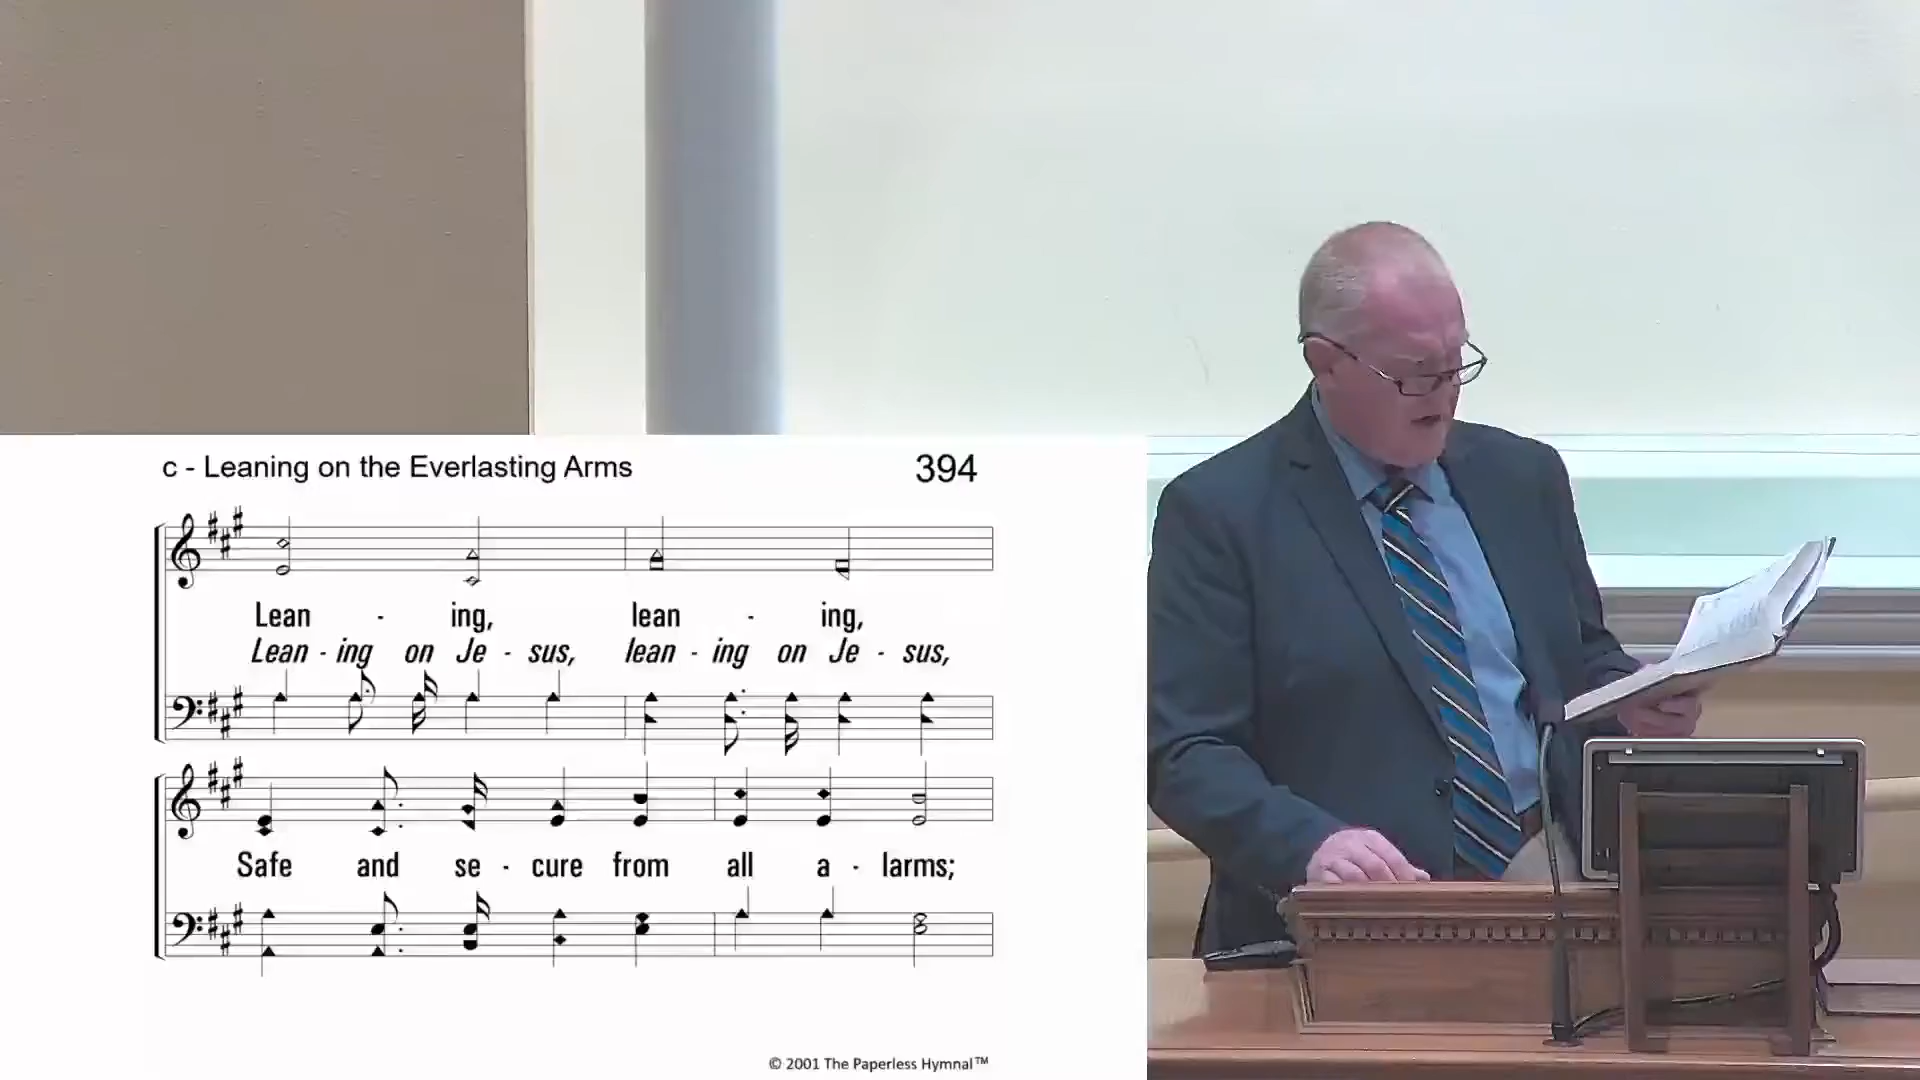 c - Leaning on the Everlasting Arms 394
Lean - ing, lean - ing,
Lean - ing on Je - sus, lean - ing on Je - sus,
Safe and se - cure from all a - larms;
© 2001 The Paperless Hymnal™